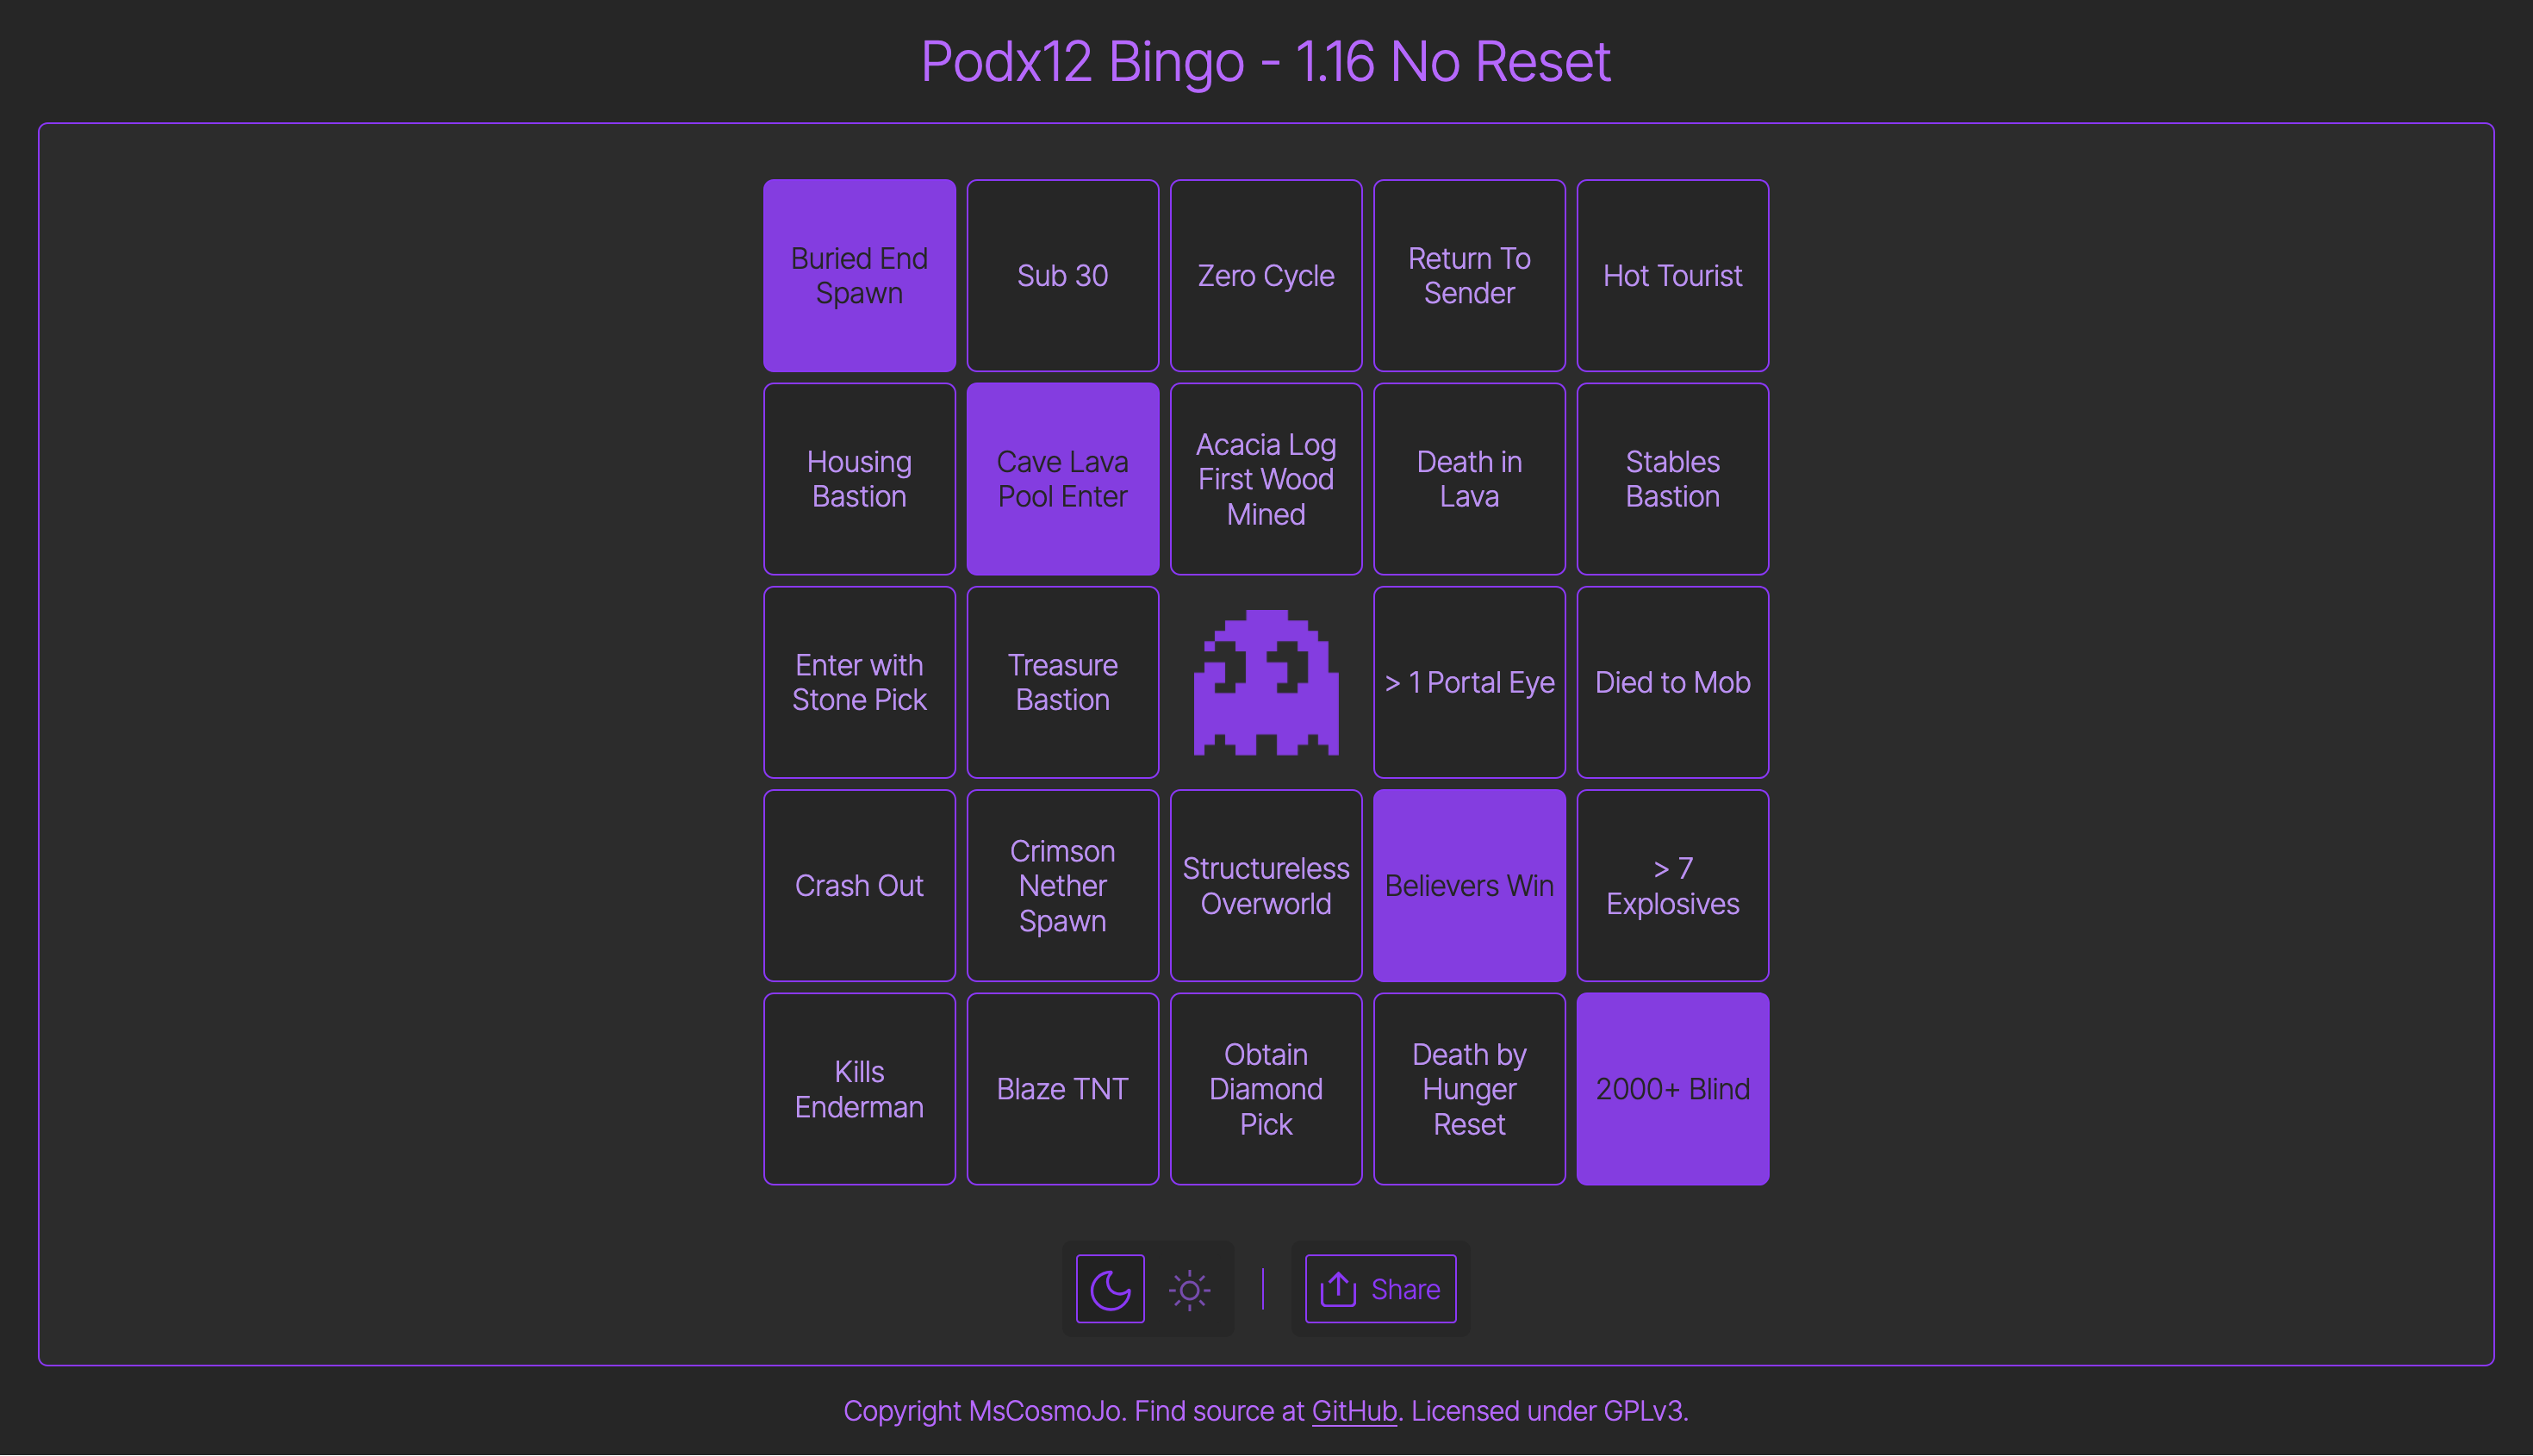 Podx12 Bingo - 1.16 No Reset
Buried End
Spawn
Sub 30
Zero Cycle
Return To
Sender
Hot Tourist
Housing
Bastion
Cave Lava
Pool Enter
Acacia Log
First Wood
Mined
Death in
Lava
Stables
Bastion
Enter with
Stone Pick
Treasure
Bastion
> 1 Portal Eye
Died to Mob
Crash Out
Crimson
Nether
Spawn
Structureless
Overworld
Believers Win
> 7
Explosives
Kills
Enderman
Blaze TNT
Obtain
Diamond
Pick
Death by
Hunger
Reset
2000+ Blind
Share
Copyright MsCosmoJo. Find source at GitHub. Licensed under GPLv3.